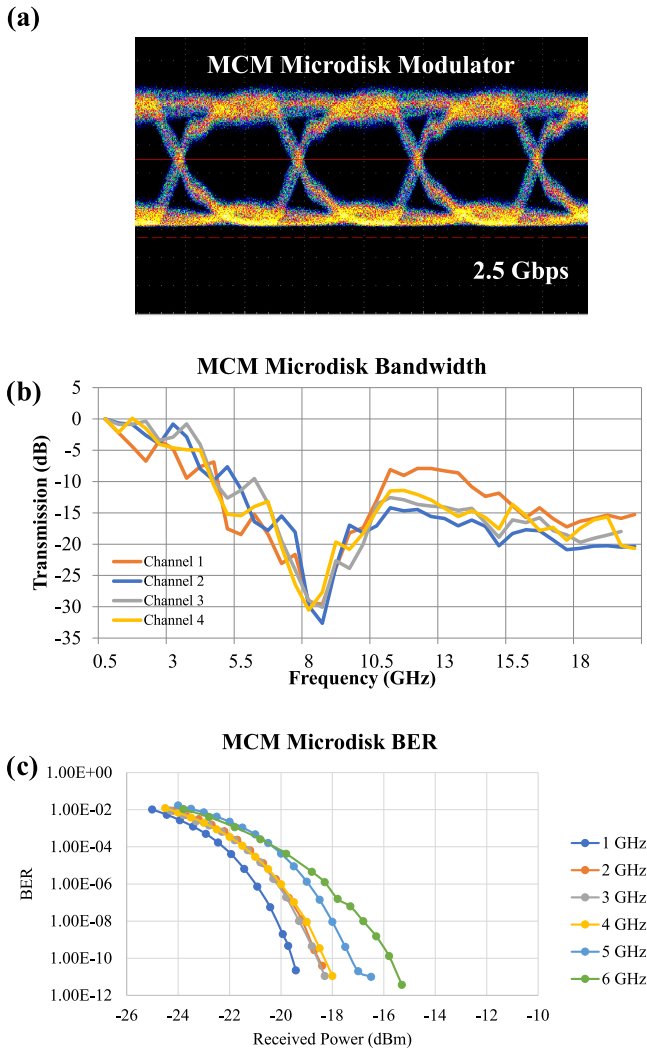 (a)
MCM Microdisk Modulator
2.5 Gbps
MCM Microdisk Bandwidth
(b)
5
0
-5
-10
-15
-20
-25
-30
-35
Transmission (dB)
Channel 1
Channel 2
Channel 3
Channel 4
0.5 3 5.5 8 10.5 13 15.5 18
Frequency (GHz)
MCM Microdisk BER
(c)
1.00E+00
1.00E-02
1.00E-04
1.00E-06
1.00E-08
1.00E-10
1.00E-12
BER
-26 -24 -22 -20 -18 -16 -14 -12 -10
Received Power (dBm)
1 GHz
2 GHz
3 GHz
4 GHz
5 GHz
6 GHz